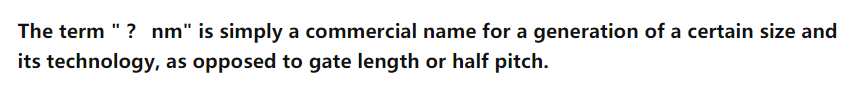 The term " ? nm" is simply a commercial name for a generation of a certain size and
its technology, as opposed to gate length or half pitch.